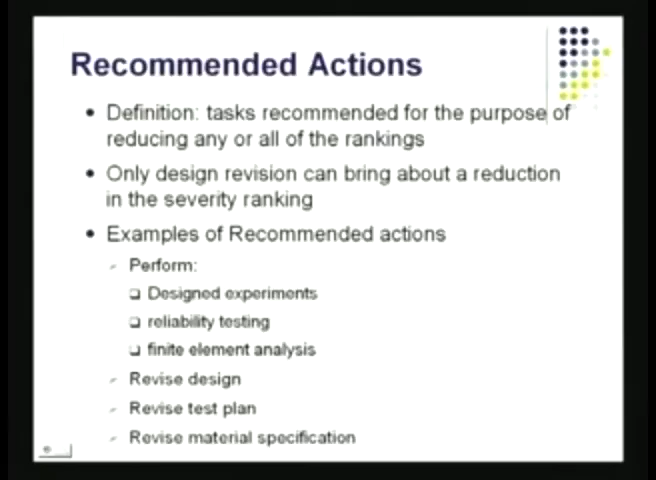 Recommended Actions
Definition: tasks recommended for the purpose of
reducing any or all of the rankings
Only design revision can bring about a reduction
in the severity ranking
Examples of Recommended actions
Perform:
Designed experiments
reliability testing
finite element analysis
Revise design
Revise test plan
Revise material specification